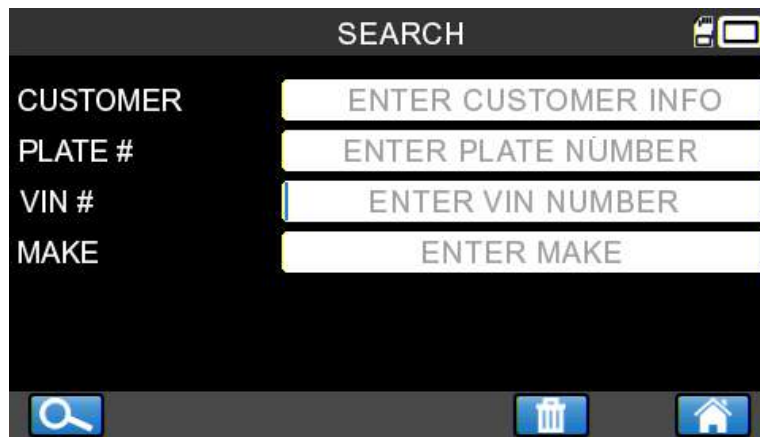 SEARCH
CUSTOMER ENTER CUSTOMER INFO
PLATE # ENTER PLATE NUMBER
VIN # ENTER VIN NUMBER
MAKE ENTER MAKE